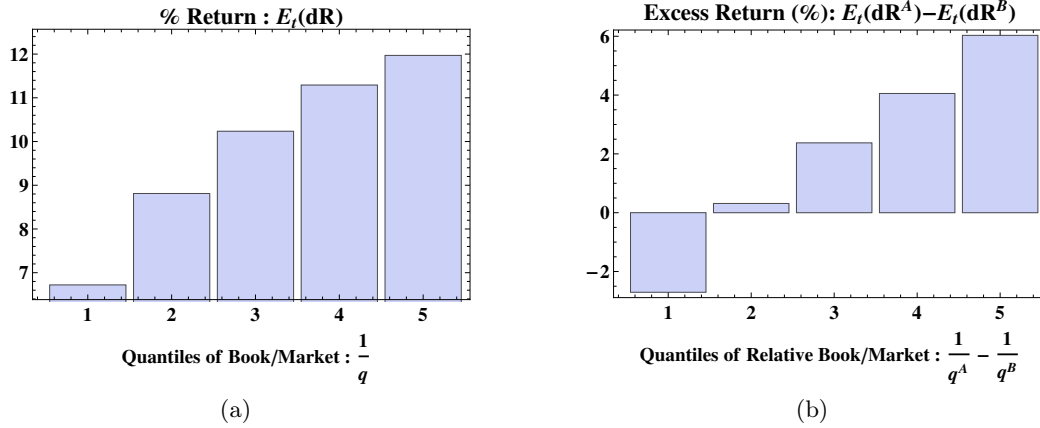 % Return : E_t(dR)
12
11
10
9
8
7
1 2 3 4 5
Quantiles of Book/Market : 1/q
(a)
Excess Return (%): E_t(dR^A)−E_t(dR^B)
6
4
2
0
−2
1 2 3 4 5
Quantiles of Relative Book/Market : 1/q^A − 1/q^B
(b)